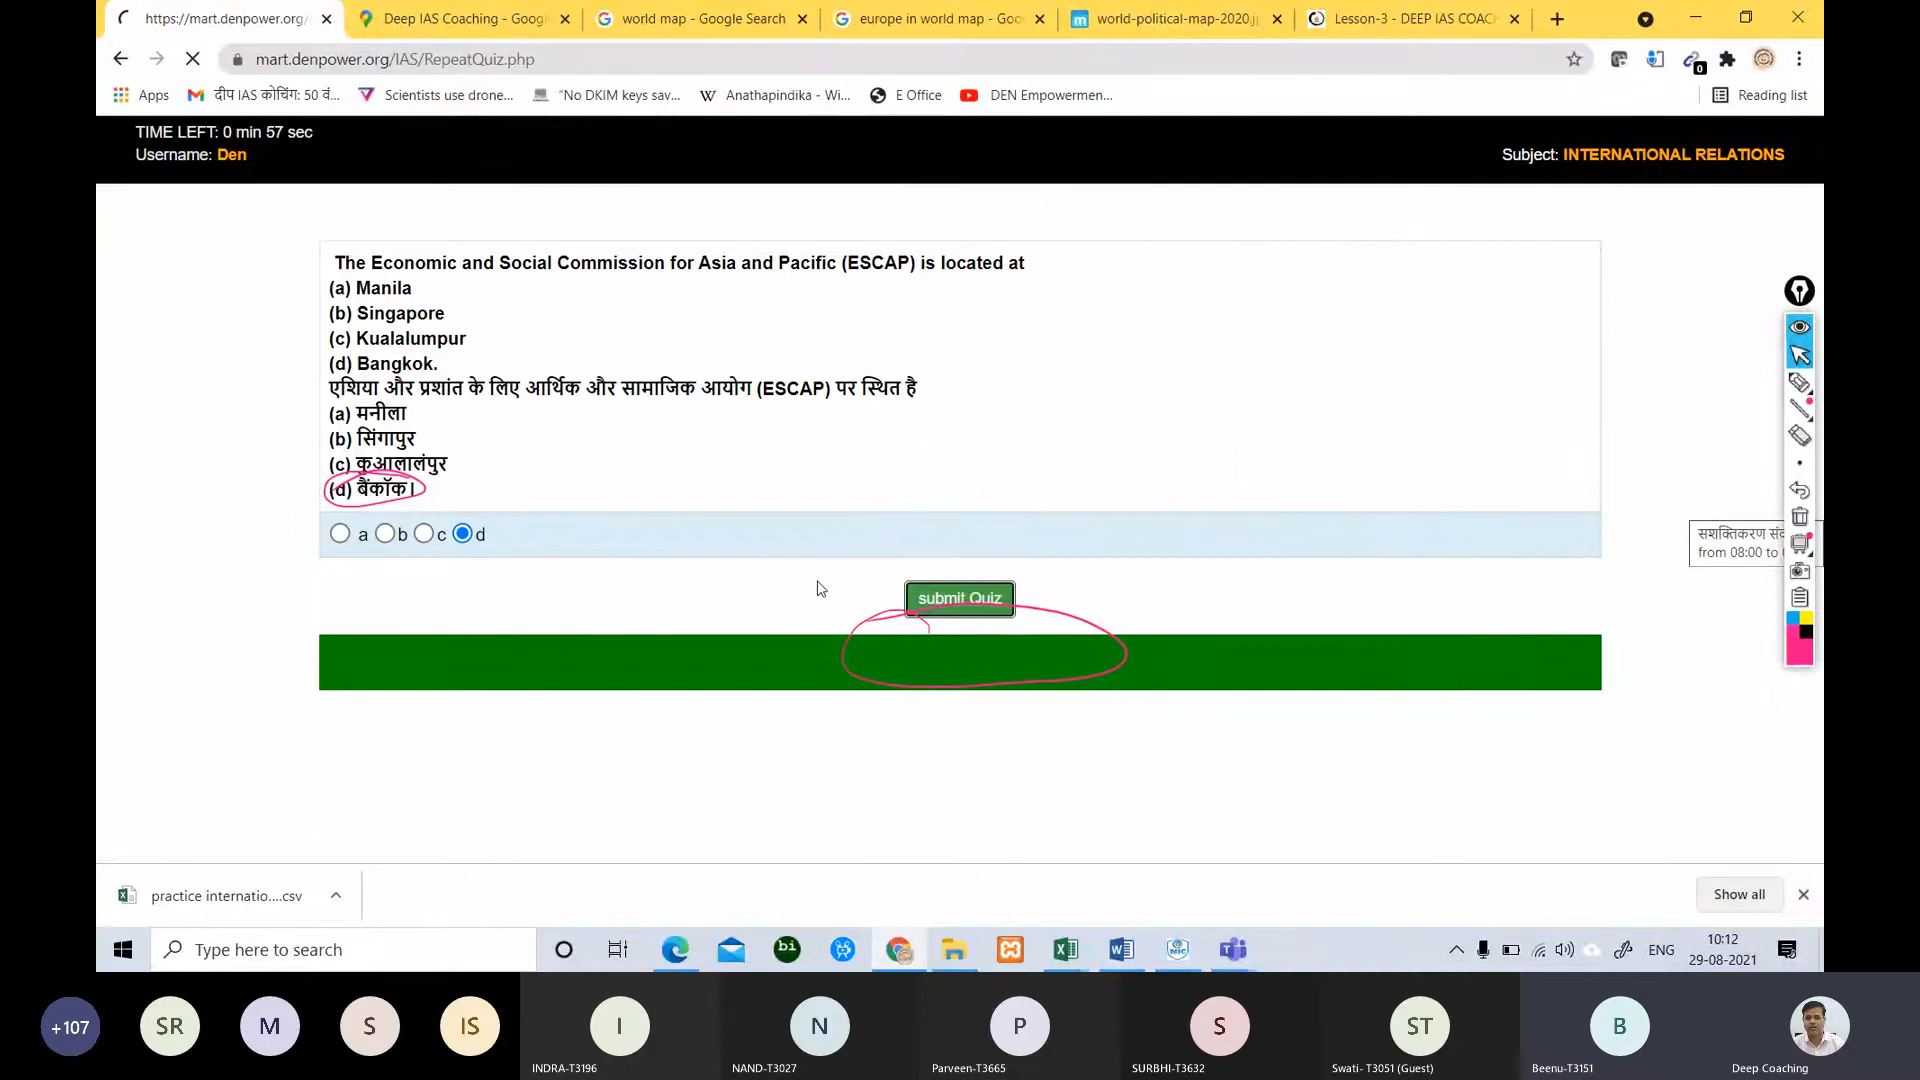 https://mart.denpower.org/
Deep IAS Coaching - Goog
world map - Google Search
europe in world map - Goo
world-political-map-2020.j
Lesson-3 - DEEP IAS COAC
mart.denpower.org/IAS/RepeatQuiz.php
0
Apps
दीप IAS कोचिंग: 50 वं...
Scientists use drone...
"No DKIM keys sav...
Anathapindika - Wi...
E Office
DEN Empowermen...
Reading list
TIME LEFT: 0 min 57 sec
Username: Den
Subject: INTERNATIONAL RELATIONS
The Economic and Social Commission for Asia and Pacific (ESCAP) is located at
(a) Manila
(b) Singapore
(c) Kualalumpur
(d) Bangkok.
एशिया और प्रशांत के लिए आर्थिक और सामाजिक आयोग (ESCAP) पर स्थित है
(a) मनीला
(b) सिंगापुर
(c) कुआलालंपुर
(d) बैंकॉक।
a b c d
सशक्तिकरण
from 08:00 to
submit Quiz
practice internatio....csv
Show all
Type here to search
ENG
10:12
29-08-2021
+107
SR
M
S
IS
I
N
P
S
ST
B
INDRA-T3196
NAND-T3027
Parveen-T3665
SURBHI-T3632
Swati- T3051 (Guest)
Beenu-T3151
Deep Coaching